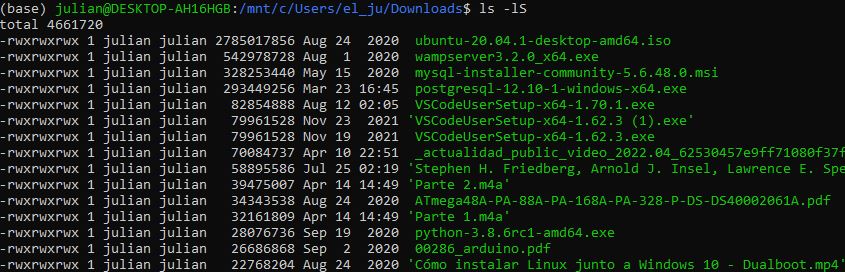 (base) julian@DESKTOP-AH16HGB:/mnt/c/Users/el_ju/Downloads$ ls -lS
total 4661720
-rwxrwxrwx 1 julian julian 2785017856 Aug 24  2020  ubuntu-20.04.1-desktop-amd64.iso
-rwxrwxrwx 1 julian julian  542978728 Aug  1  2020  wampserver3.2.0_x64.exe
-rwxrwxrwx 1 julian julian  328253440 May 15  2020  mysql-installer-community-5.6.48.0.msi
-rwxrwxrwx 1 julian julian  293449256 Mar 23 16:45  postgresql-12.10-1-windows-x64.exe
-rwxrwxrwx 1 julian julian   82854888 Aug 12 02:05  VSCodeUserSetup-x64-1.70.1.exe
-rwxrwxrwx 1 julian julian   79961528 Nov 23  2021 'VSCodeUserSetup-x64-1.62.3 (1).exe'
-rwxrwxrwx 1 julian julian   79961528 Nov 19  2021  VSCodeUserSetup-x64-1.62.3.exe
-rwxrwxrwx 1 julian julian   70084737 Apr 10 22:51  _actualidad_public_video_2022.04_62530457e9ff71080f37f
-rwxrwxrwx 1 julian julian   58895586 Jul 25 02:19 'Stephen H. Friedberg, Arnold J. Insel, Lawrence E. Spe
-rwxrwxrwx 1 julian julian   39475007 Apr 14 14:49 'Parte 2.m4a'
-rwxrwxrwx 1 julian julian   34343538 Aug 24  2020  ATmega48A-PA-88A-PA-168A-PA-328-P-DS-DS40002061A.pdf
-rwxrwxrwx 1 julian julian   32161809 Apr 14 14:49 'Parte 1.m4a'
-rwxrwxrwx 1 julian julian   28076736 Sep 19  2020  python-3.8.6rc1-amd64.exe
-rwxrwxrwx 1 julian julian   26686868 Sep  2  2020  00286_arduino.pdf
-rwxrwxrwx 1 julian julian   22768204 Aug 24  2020 'Cómo instalar Linux junto a Windows 10 - Dualboot.mp4'